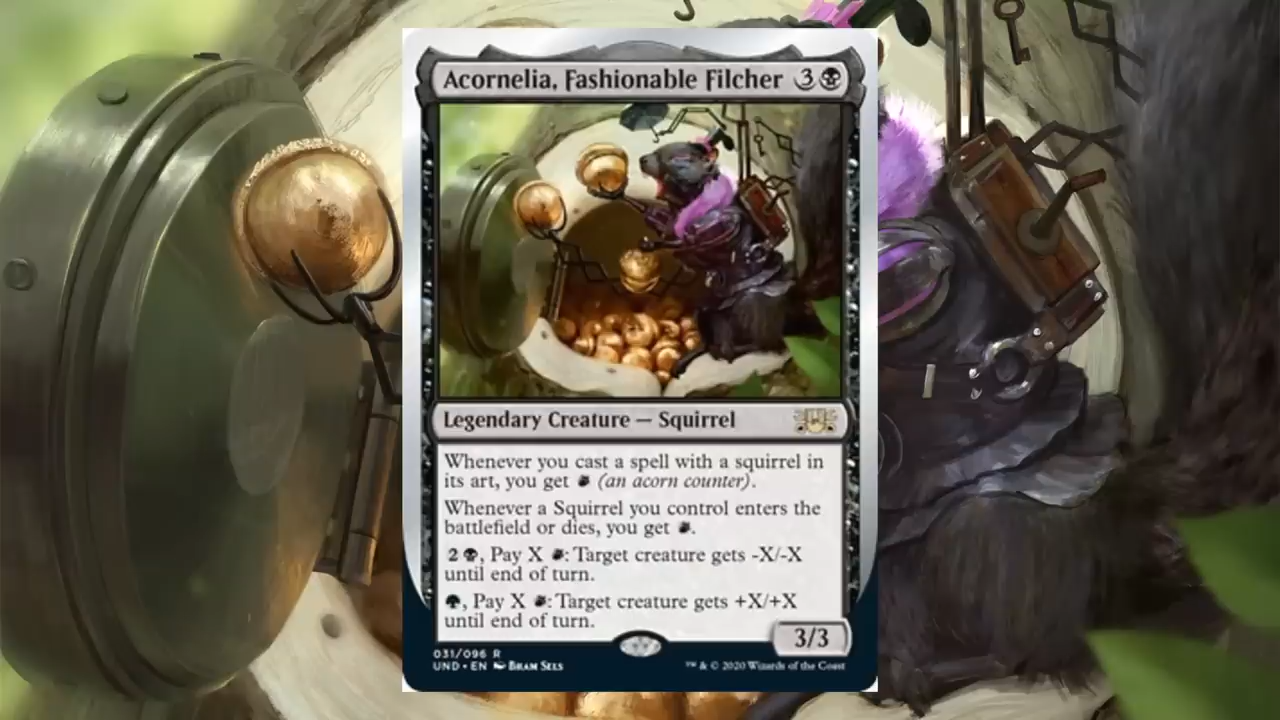 Acornelia, Fashionable Filcher 3
Legendary Creature — Squirrel
Whenever you cast a spell with a squirrel in
its art, you get (an acorn counter).
Whenever a Squirrel you control enters the
battlefield or dies, you get .
2 , Pay X : Target creature gets -X/-X
until end of turn.
, Pay X : Target creature gets +X/+X
until end of turn.
3/3
031/096 R
UND • EN BRAM SELS
™ & © 2020 Wizards of the Coast